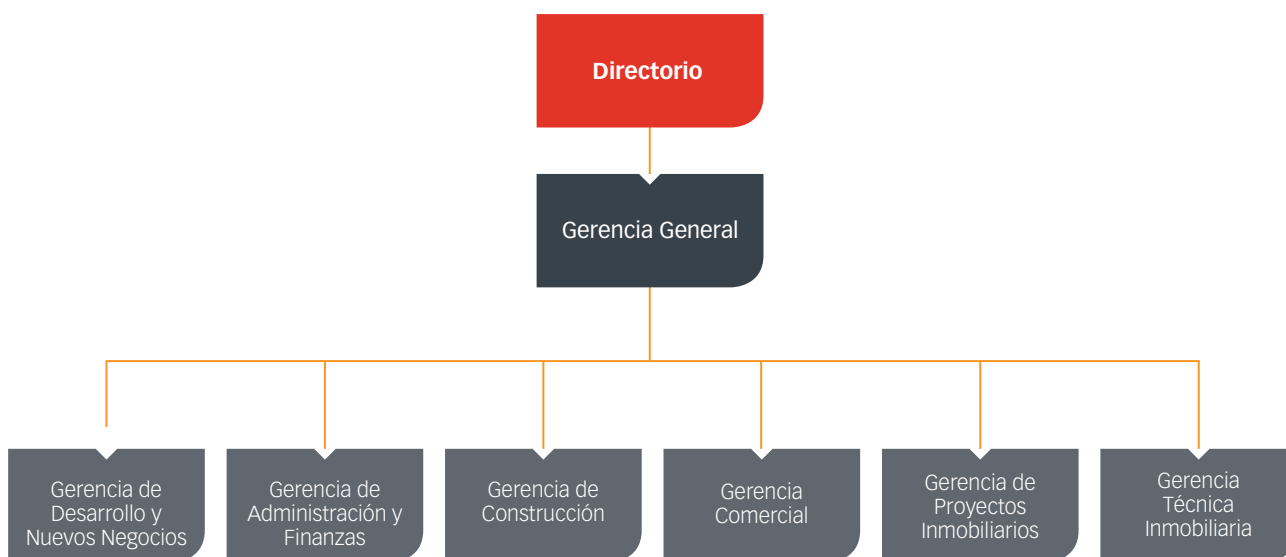 Directorio
Gerencia General
Gerencia de
Desarrollo y
Nuevos Negocios
Gerencia de
Administración y
Finanzas
Gerencia de
Construcción
Gerencia
Comercial
Gerencia de
Proyectos
Inmobiliarios
Gerencia
Técnica
Inmobiliaria